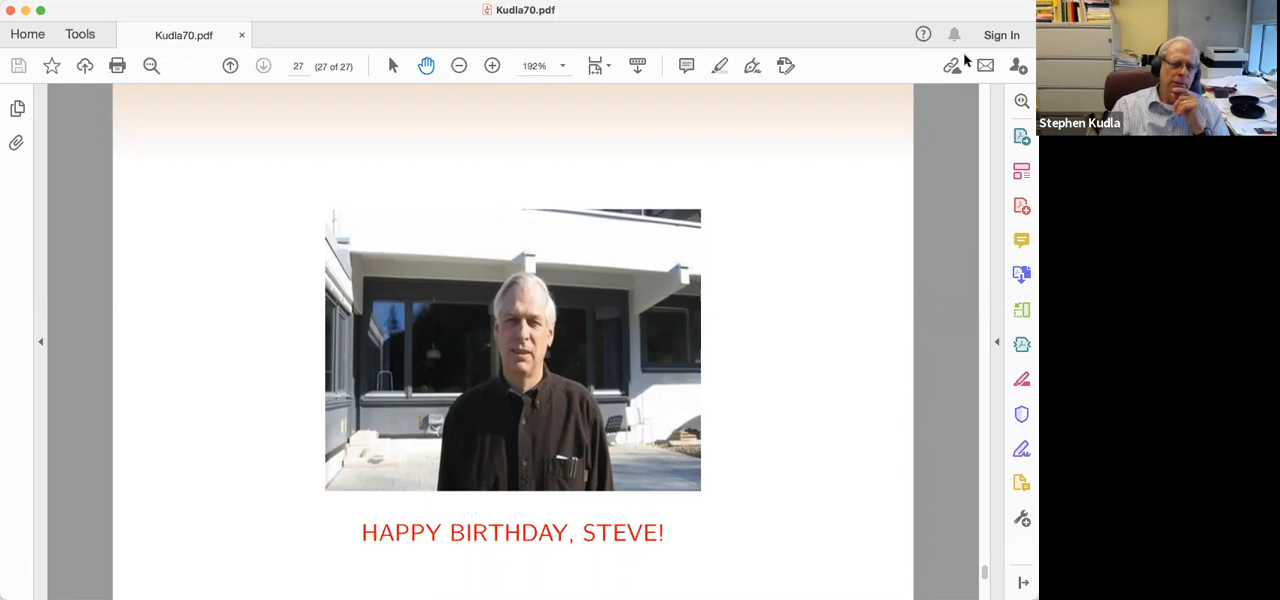 Kudla70.pdf
Home
Tools
Kudla70.pdf
×
Sign In
27
(27 of 27)
192%
Stephen Kudla
HAPPY BIRTHDAY, STEVE!